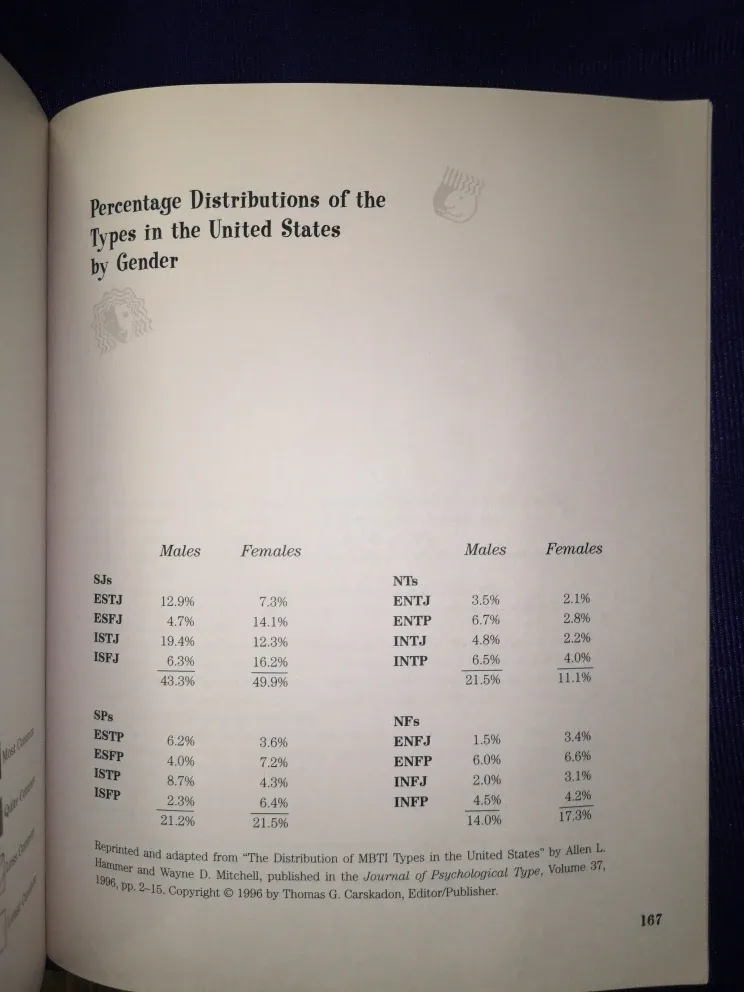 Percentage Distributions of the
Types in the United States
by Gender
Males Females
SJs
ESTJ 12.9% 7.3%
ESFJ 4.7% 14.1%
ISTJ 19.4% 12.3%
ISFJ 6.3% 16.2%
43.3% 49.9%
SPs
ESTP 6.2% 3.6%
ESFP 4.0% 7.2%
ISTP 8.7% 4.3%
ISFP 2.3% 6.4%
21.2% 21.5%
Males Females
NTs
ENTJ 3.5% 2.1%
ENTP 6.7% 2.8%
INTJ 4.8% 2.2%
INTP 6.5% 4.0%
21.5% 11.1%
NFs
ENFJ 1.5% 3.4%
ENFP 6.0% 6.6%
INFJ 2.0% 3.1%
INFP 4.5% 4.2%
14.0% 17.3%
Reprinted and adapted from “The Distribution of MBTI Types in the United States” by Allen L.
Hammer and Wayne D. Mitchell, published in the Journal of Psychological Type, Volume 37,
1996, pp. 2–15. Copyright © 1996 by Thomas G. Carskadon, Editor/Publisher.
167
Most Common
Quite Common